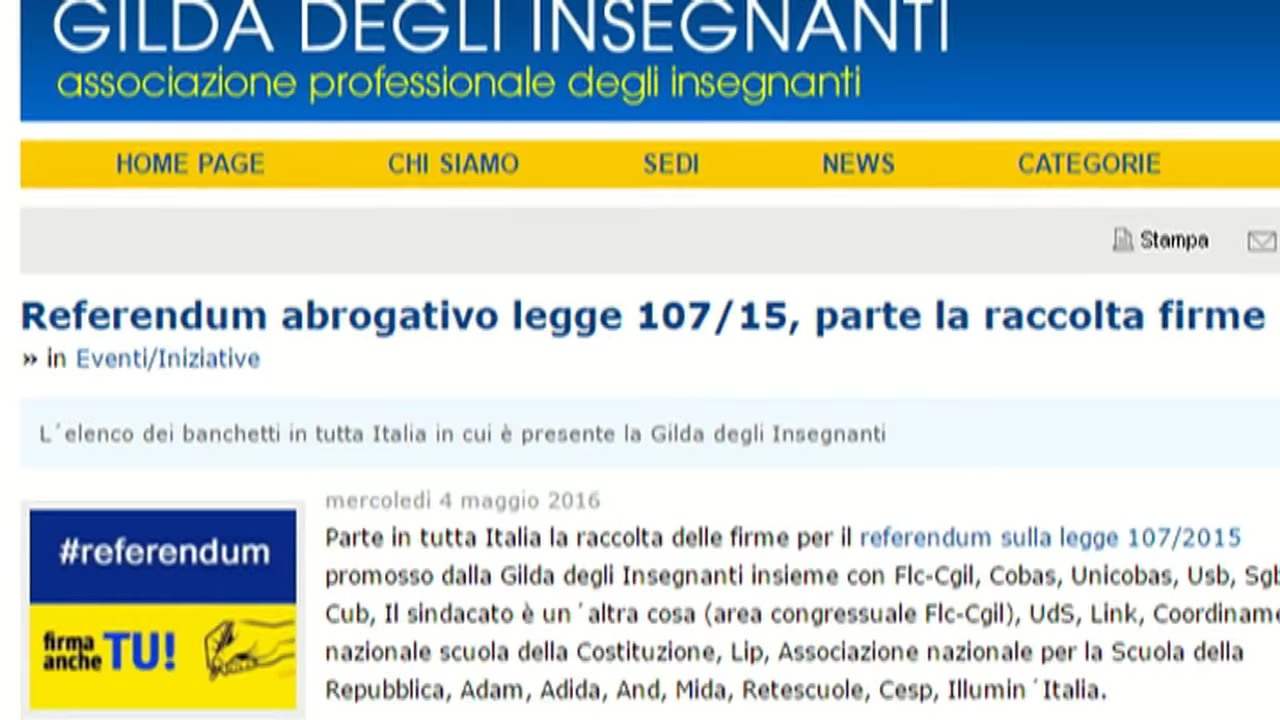 GILDA DEGLI INSEGNANTI
associazione professionale degli insegnanti
HOME PAGE CHI SIAMO SEDI NEWS CATEGORIE
Stampa
Referendum abrogativo legge 107/15, parte la raccolta firme
» in Eventi/Iniziative
L´elenco dei banchetti in tutta Italia in cui è presente la Gilda degli Insegnanti
mercoledì 4 maggio 2016
Parte in tutta Italia la raccolta delle firme per il referendum sulla legge 107/2015
promosso dalla Gilda degli Insegnanti insieme con Flc-Cgil, Cobas, Unicobas, Usb,
Cub, Il sindacato è un´altra cosa (area congressuale Flc-Cgil), UdS, Link,
nazionale scuola della Costituzione, Lip, Associazione nazionale per la Scuola della
Repubblica, Adam, Adida, And, Mida, Retescuole, Cesp, Illumin´Italia.
#referendum
firma
anche TU!